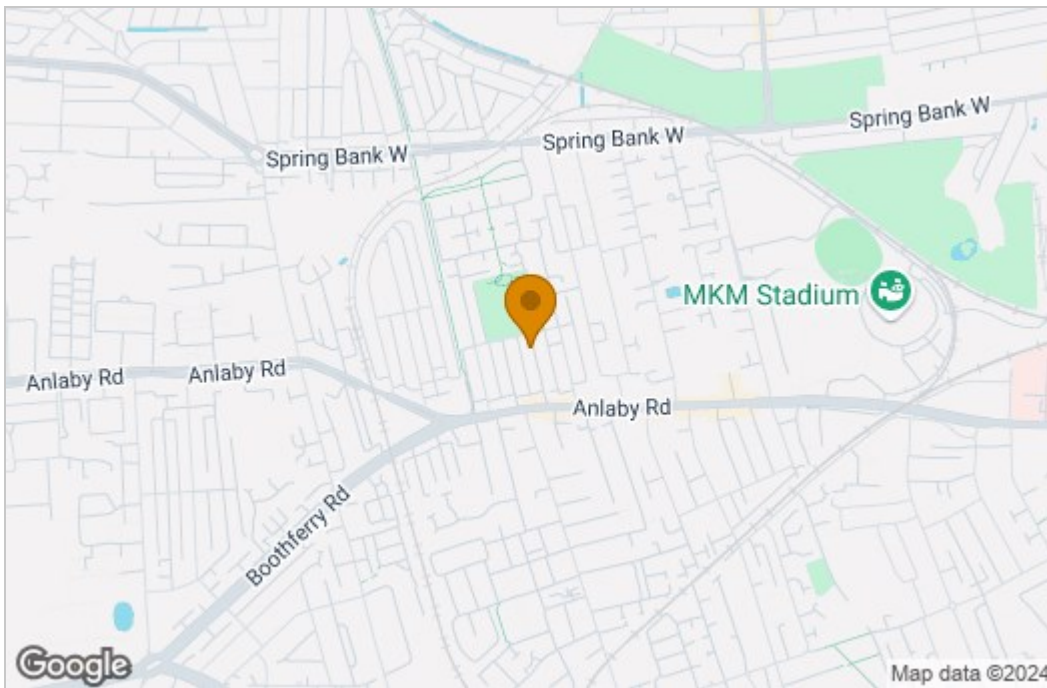 Spring Bank W
Spring Bank W
Spring Bank W
MKM Stadium
Anlaby Rd
Anlaby Rd
Anlaby Rd
Boothferry Rd
Google
Map data ©2024